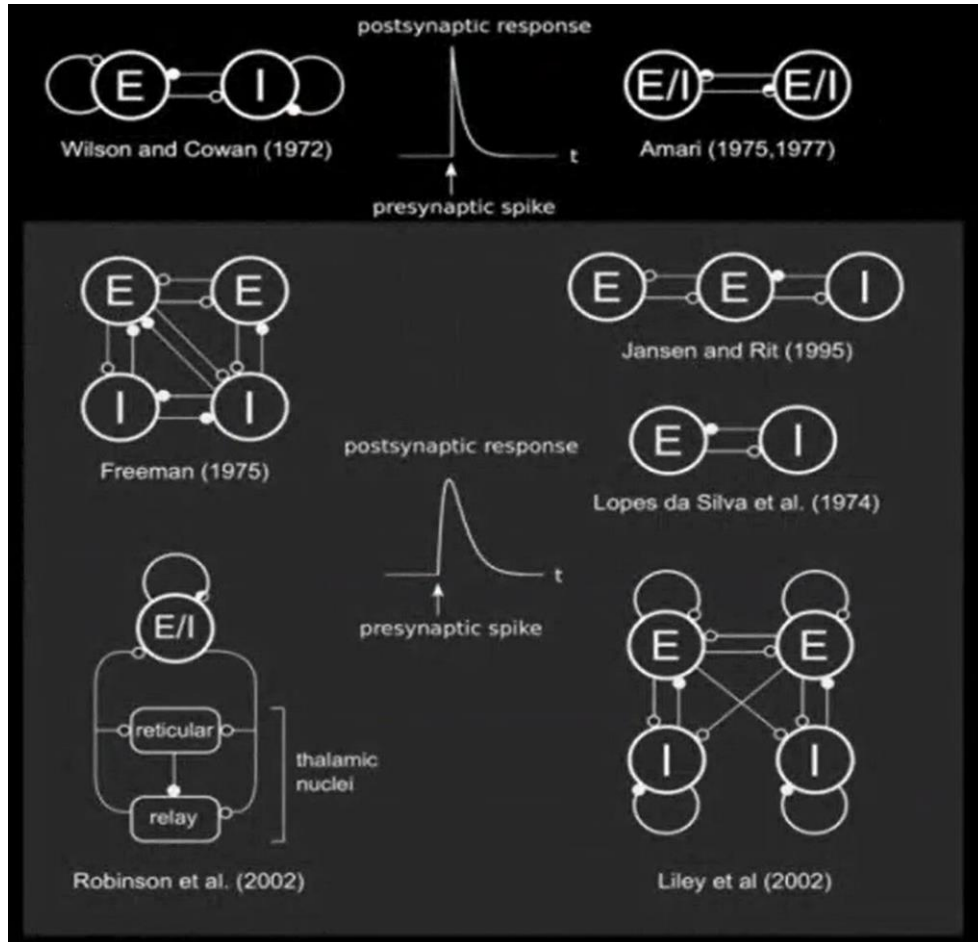 postsynaptic response
E I E/I E/I
t
Wilson and Cowan (1972)
Amari (1975,1977)
presynaptic spike
E E
E E I
Jansen and Rit (1995)
I I
Freeman (1975)
E I
postsynaptic response
Lopes da Silva et al. (1974)
t
presynaptic spike
E/I
E E
reticular
thalamic
nuclei
relay
I I
Robinson et al. (2002)
Liley et al (2002)